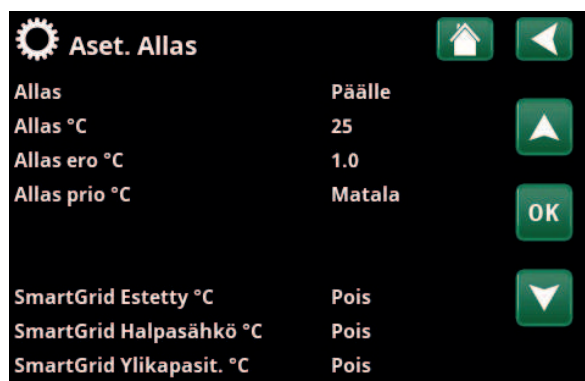 Aset. Allas
Allas Päälle
Allas °C 25
Allas ero °C 1.0
Allas prio °C Matala
OK
SmartGrid Estetty °C Pois
SmartGrid Halpasähkö °C Pois
SmartGrid Ylikapasit. °C Pois